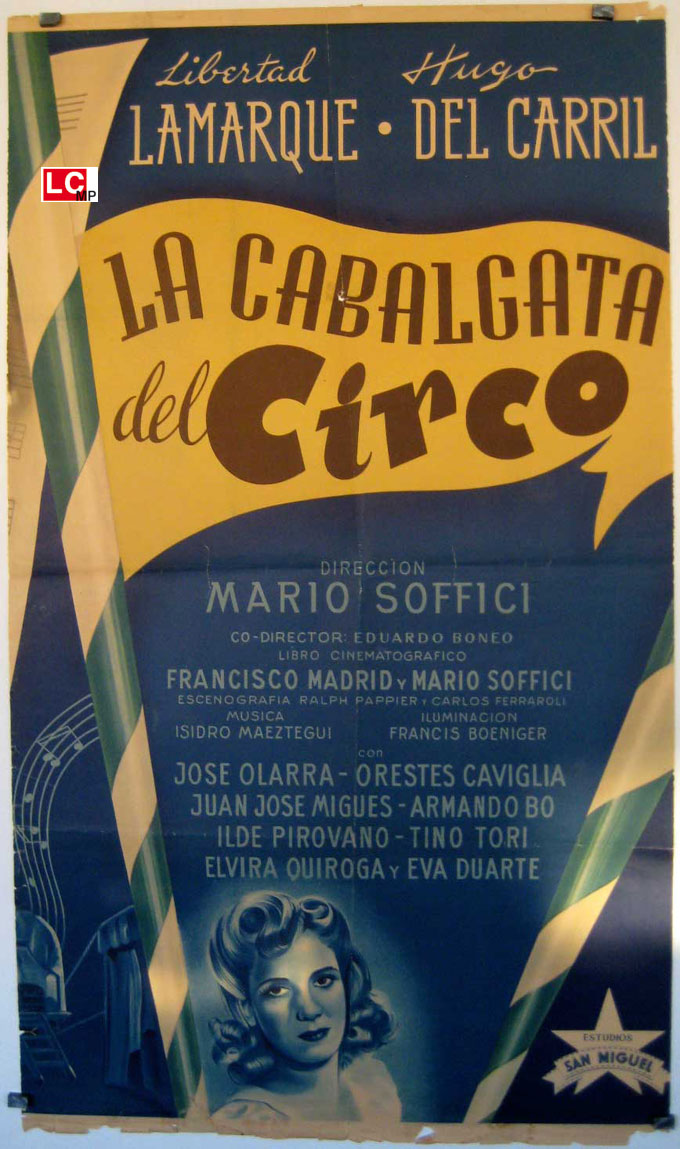 Libertad Hugo
LAMARQUE • DEL CARRIL
LC
MP
LA CABALGATA
del Circo
DIRECCION
MARIO SOFFICI
CO-DIRECTOR: EDUARDO BONEO
LIBRO CINEMATOGRAFICO
FRANCISCO MADRID Y MARIO SOFFICI
ESCENOGRAFIA RALPH PAPPIER Y CARLOS FERRAROLI
MUSICA ILUMINACION
ISIDRO MAEZTEGUI FRANCIS BOENIGER
con
JOSE OLARRA - ORESTES CAVIGLIA
JUAN JOSE MIGUES - ARMANDO BO
ILDE PIROVANO - TINO TORI
ELVIRA QUIROGA Y EVA DUARTE
ESTUDIOS
SAN MIGUEL